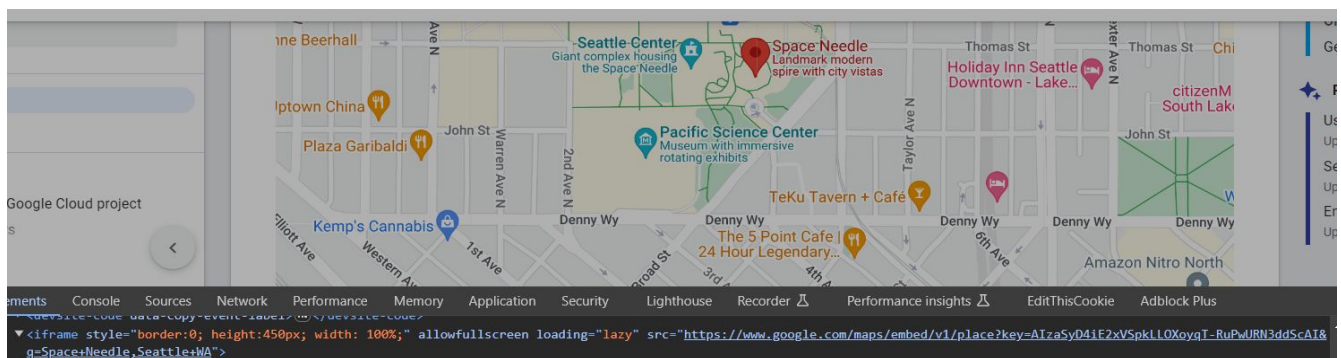 nne Beerhall
Ave N
Seattle Center
Giant complex housing
the Space Needle
Space Needle
Landmark modern
spire with city vistas
Thomas St
exter Ave N
Thomas St
Chi
Holiday Inn Seattle
Downtown - Lake...
citizenM
South Lak
Uptown China
Plaza Garibaldi
John St
Warren Ave N
2nd Ave N
Pacific Science Center
Museum with immersive
rotating exhibits
Taylor Ave N
John St
Google Cloud project
TeKu Tavern + Café
Elliott Ave
Kemp's Cannabis
Denny Wy
Denny Wy
Denny Wy
Denny Wy
Western Ave
1st Ave
Broad St
The 5 Point Cafe |
24 Hour Legendary...
3rd
4th
6th Ave
Amazon Nitro North
ements Console Sources Network Performance Memory Application Security Lighthouse Recorder Performance insights EditThisCookie Adblock Plus
<iframe style="border:0; height:450px; width: 100%;" allowfullscreen loading="lazy" src="https://www.google.com/maps/embed/v1/place?key=AIzaSyD4iE2xVSpkLLOXoyqT-RuPwURN3ddScAI&
q=Space+Needle,Seattle+WA">